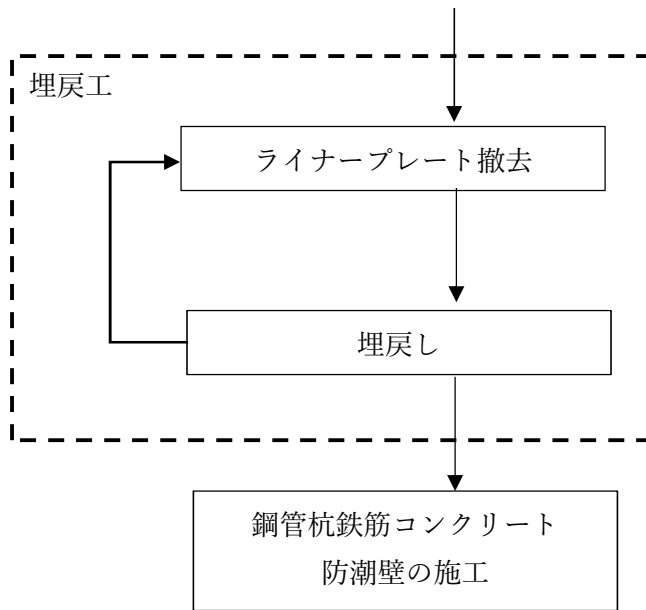 埋戻工
ライナープレート撤去
埋戻し
鋼管杭鉄筋コンクリート
防潮壁の施工